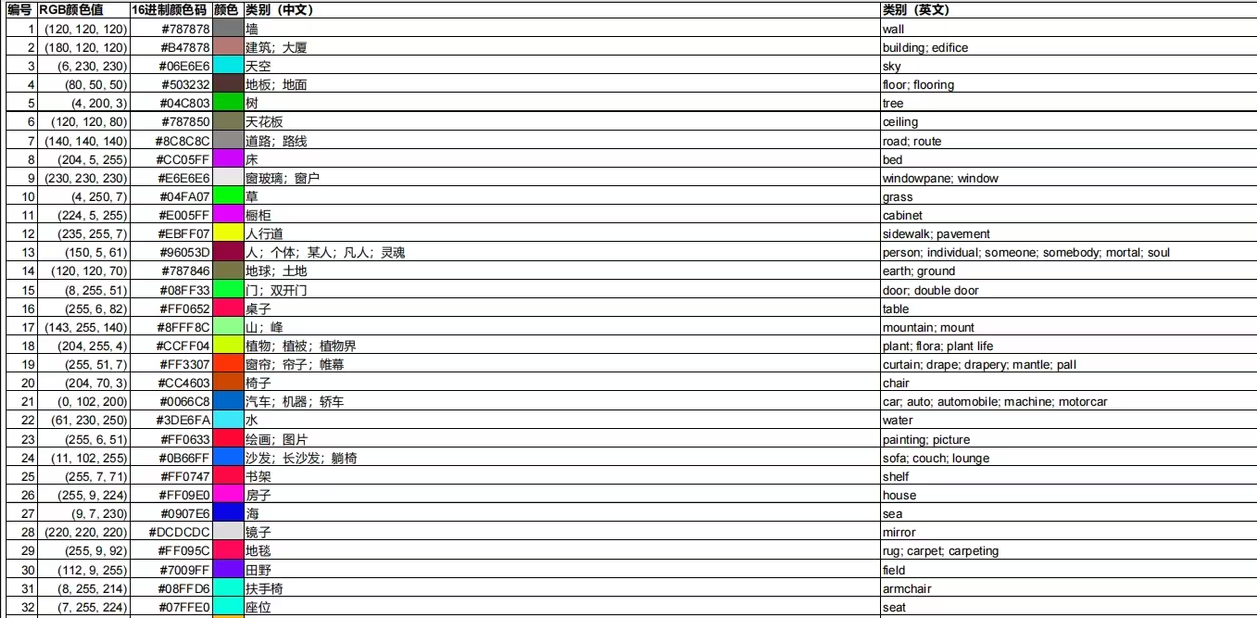 编号 RGB颜色值 16进制颜色码 颜色 类别（中文） 类别（英文）
1 (120, 120, 120) #787878 墙 wall
2 (180, 120, 120) #B47878 建筑；大厦 building; edifice
3 (6, 230, 230) #06E6E6 天空 sky
4 (80, 50, 50) #503232 地板；地面 floor; flooring
5 (4, 200, 3) #04C803 树 tree
6 (120, 120, 80) #787850 天花板 ceiling
7 (140, 140, 140) #8C8C8C 道路；路线 road; route
8 (204, 5, 255) #CC05FF 床 bed
9 (230, 230, 230) #E6E6E6 窗玻璃；窗户 windowpane; window
10 (4, 250, 7) #04FA07 草 grass
11 (224, 5, 255) #E005FF 橱柜 cabinet
12 (235, 255, 7) #EBFF07 人行道 sidewalk; pavement
13 (150, 5, 61) #96053D 人；个体；某人；凡人；灵魂 person; individual; someone; somebody; mortal; soul
14 (120, 120, 70) #787846 地球；土地 earth; ground
15 (8, 255, 51) #08FF33 门；双开门 door; double door
16 (255, 6, 82) #FF0652 桌子 table
17 (143, 255, 140) #8FFF8C 山；峰 mountain; mount
18 (204, 255, 4) #CCFF04 植物；植被；植物界 plant; flora; plant life
19 (255, 51, 7) #FF3307 窗帘；帘子；帷幕 curtain; drape; drapery; mantle; pall
20 (204, 70, 3) #CC4603 椅子 chair
21 (0, 102, 200) #0066C8 汽车；机器；轿车 car; auto; automobile; machine; motorcar
22 (61, 230, 250) #3DE6FA 水 water
23 (255, 6, 51) #FF0633 绘画；图片 painting; picture
24 (11, 102, 255) #0B66FF 沙发；长沙发；躺椅 sofa; couch; lounge
25 (255, 7, 71) #FF0747 书架 shelf
26 (255, 9, 224) #FF09E0 房子 house
27 (9, 7, 230) #0907E6 海 sea
28 (220, 220, 220) #DCDCDC 镜子 mirror
29 (255, 9, 92) #FF095C 地毯 rug; carpet; carpeting
30 (112, 9, 255) #7009FF 田野 field
31 (8, 255, 214) #08FFD6 扶手椅 armchair
32 (7, 255, 224) #07FFE0 座位 seat